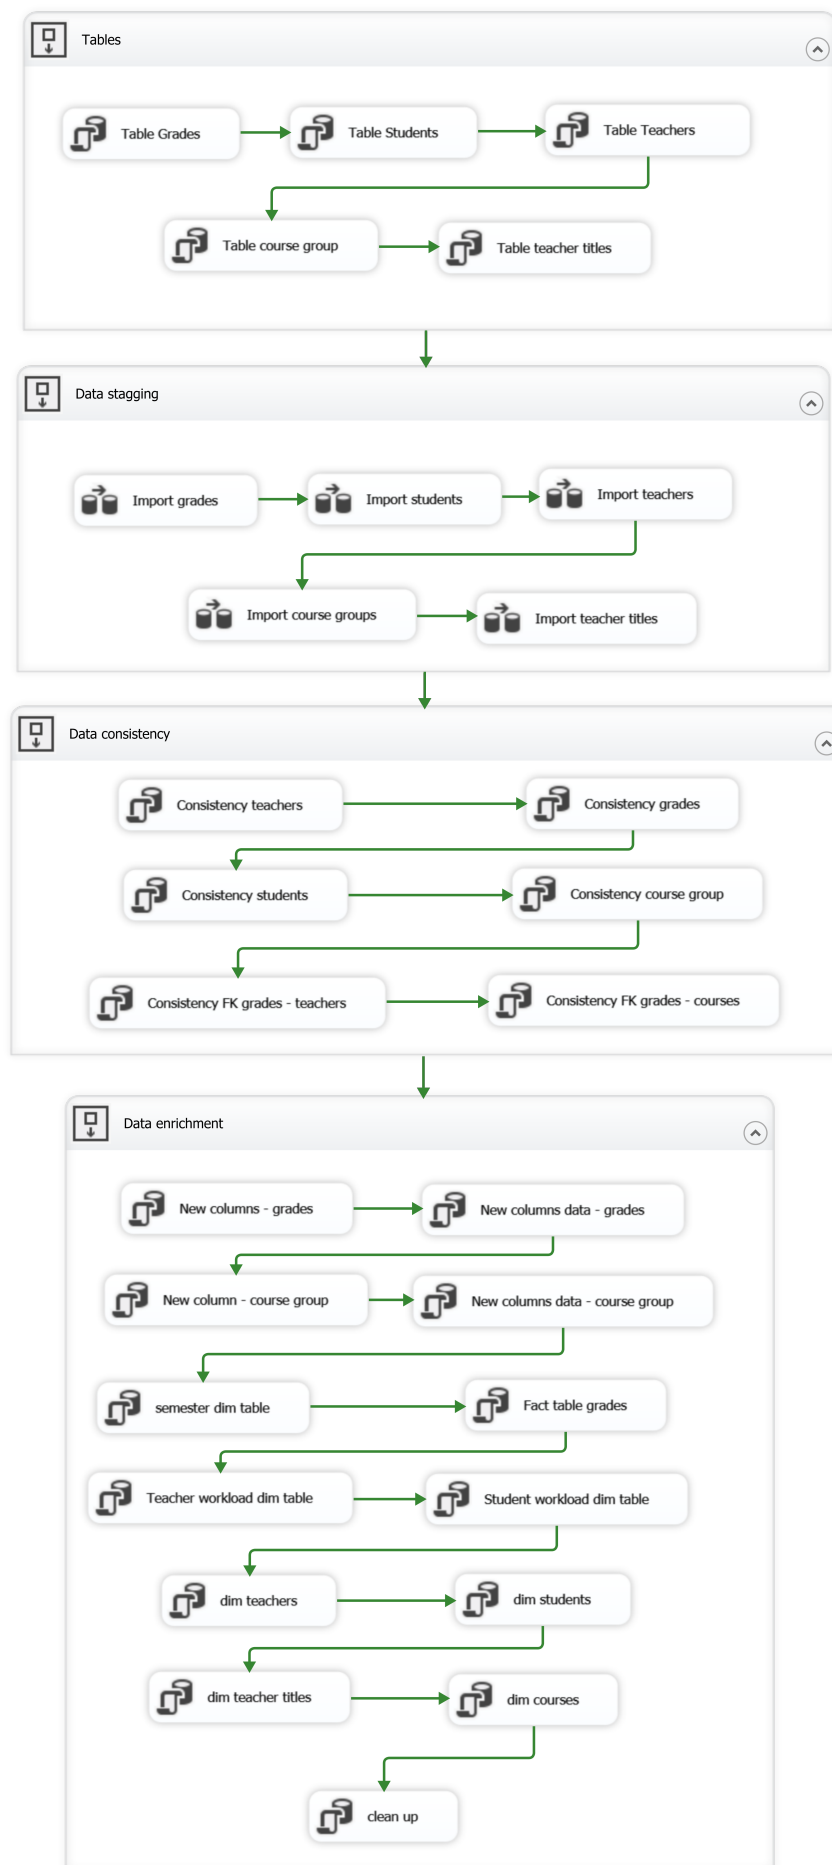 Tables
Table Grades
Table Students
Table Teachers
Table course group
Table teacher titles
Data stagging
Import grades
Import students
Import teachers
Import course groups
Import teacher titles
Data consistency
Consistency teachers
Consistency grades
Consistency students
Consistency course group
Consistency FK grades - teachers
Consistency FK grades - courses
Data enrichment
New columns - grades
New columns data - grades
New column - course group
New columns data - course group
semester dim table
Fact table grades
Teacher workload dim table
Student workload dim table
dim teachers
dim students
dim teacher titles
dim courses
clean up